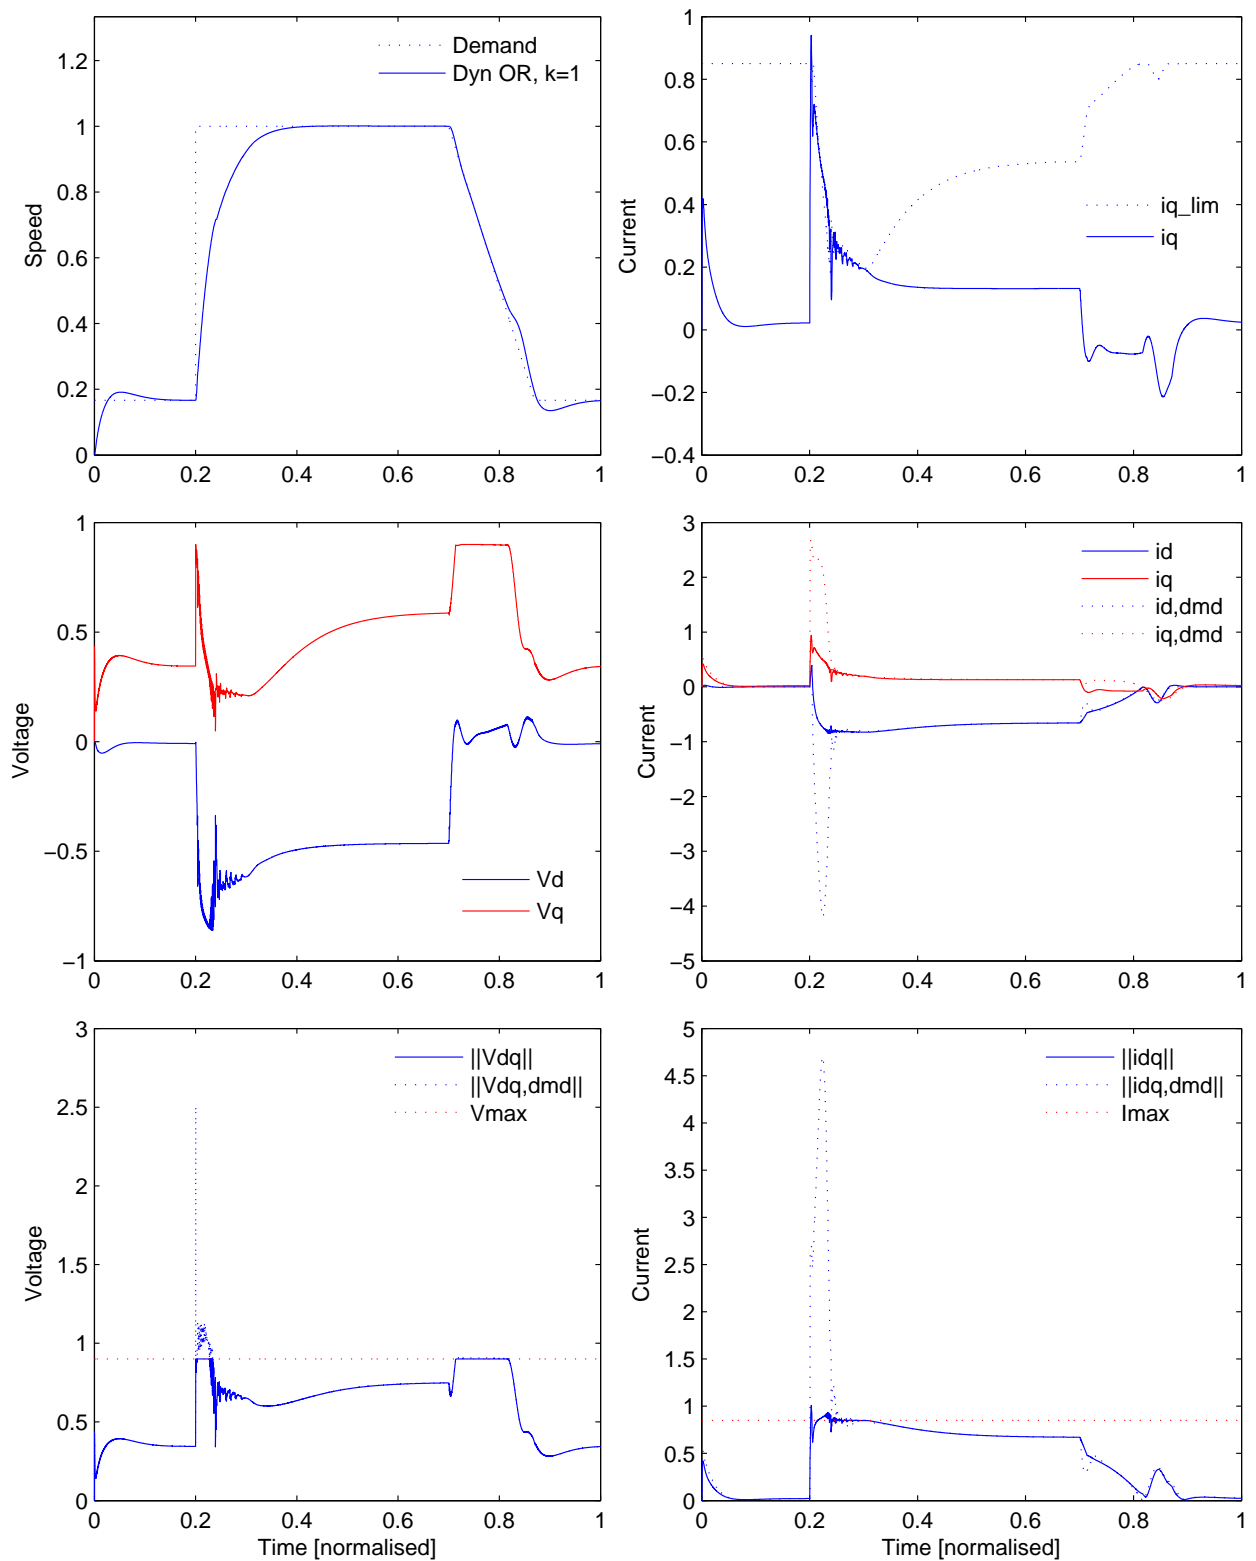 1.2
1
0.8
0.6
0.4
0.2
0
Speed
Demand
Dyn OR, k=1
0 0.2 0.4 0.6 0.8 1
1
0.8
0.6
0.4
0.2
0
−0.2
−0.4
Current
iq_lim
iq
0 0.2 0.4 0.6 0.8 1
1
0.5
0
−0.5
−1
Voltage
Vd
Vq
0 0.2 0.4 0.6 0.8 1
3
2
1
0
−1
−2
−3
−4
−5
Current
id
iq
id,dmd
iq,dmd
0 0.2 0.4 0.6 0.8 1
3
2.5
2
1.5
1
0.5
0
Voltage
||Vdq||
||Vdq,dmd||
Vmax
0 0.2 0.4 0.6 0.8 1
Time [normalised]
5
4.5
4
3.5
3
2.5
2
1.5
1
0.5
0
Current
||idq||
||idq,dmd||
Imax
0 0.2 0.4 0.6 0.8 1
Time [normalised]